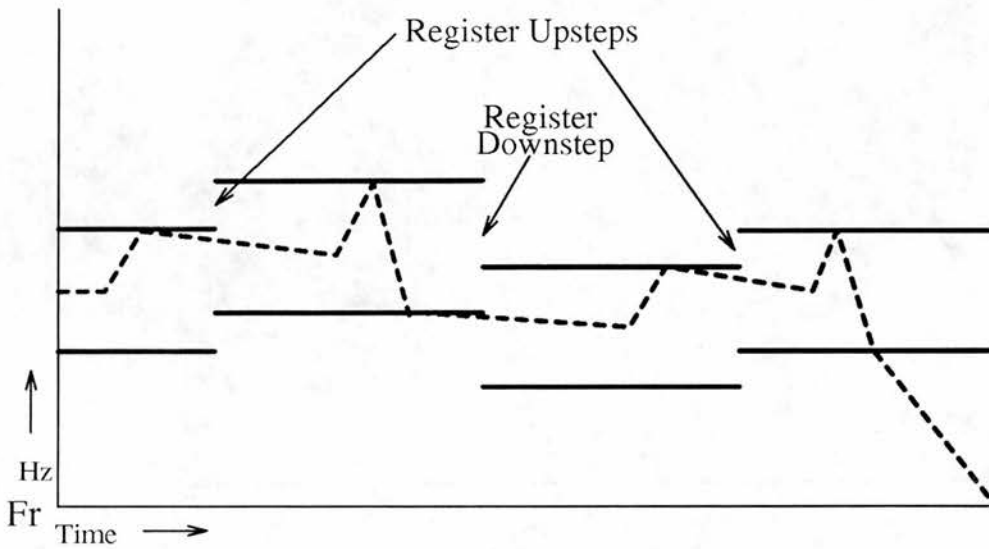 Register Upsteps
Register
Downstep
Hz
Fr
Time